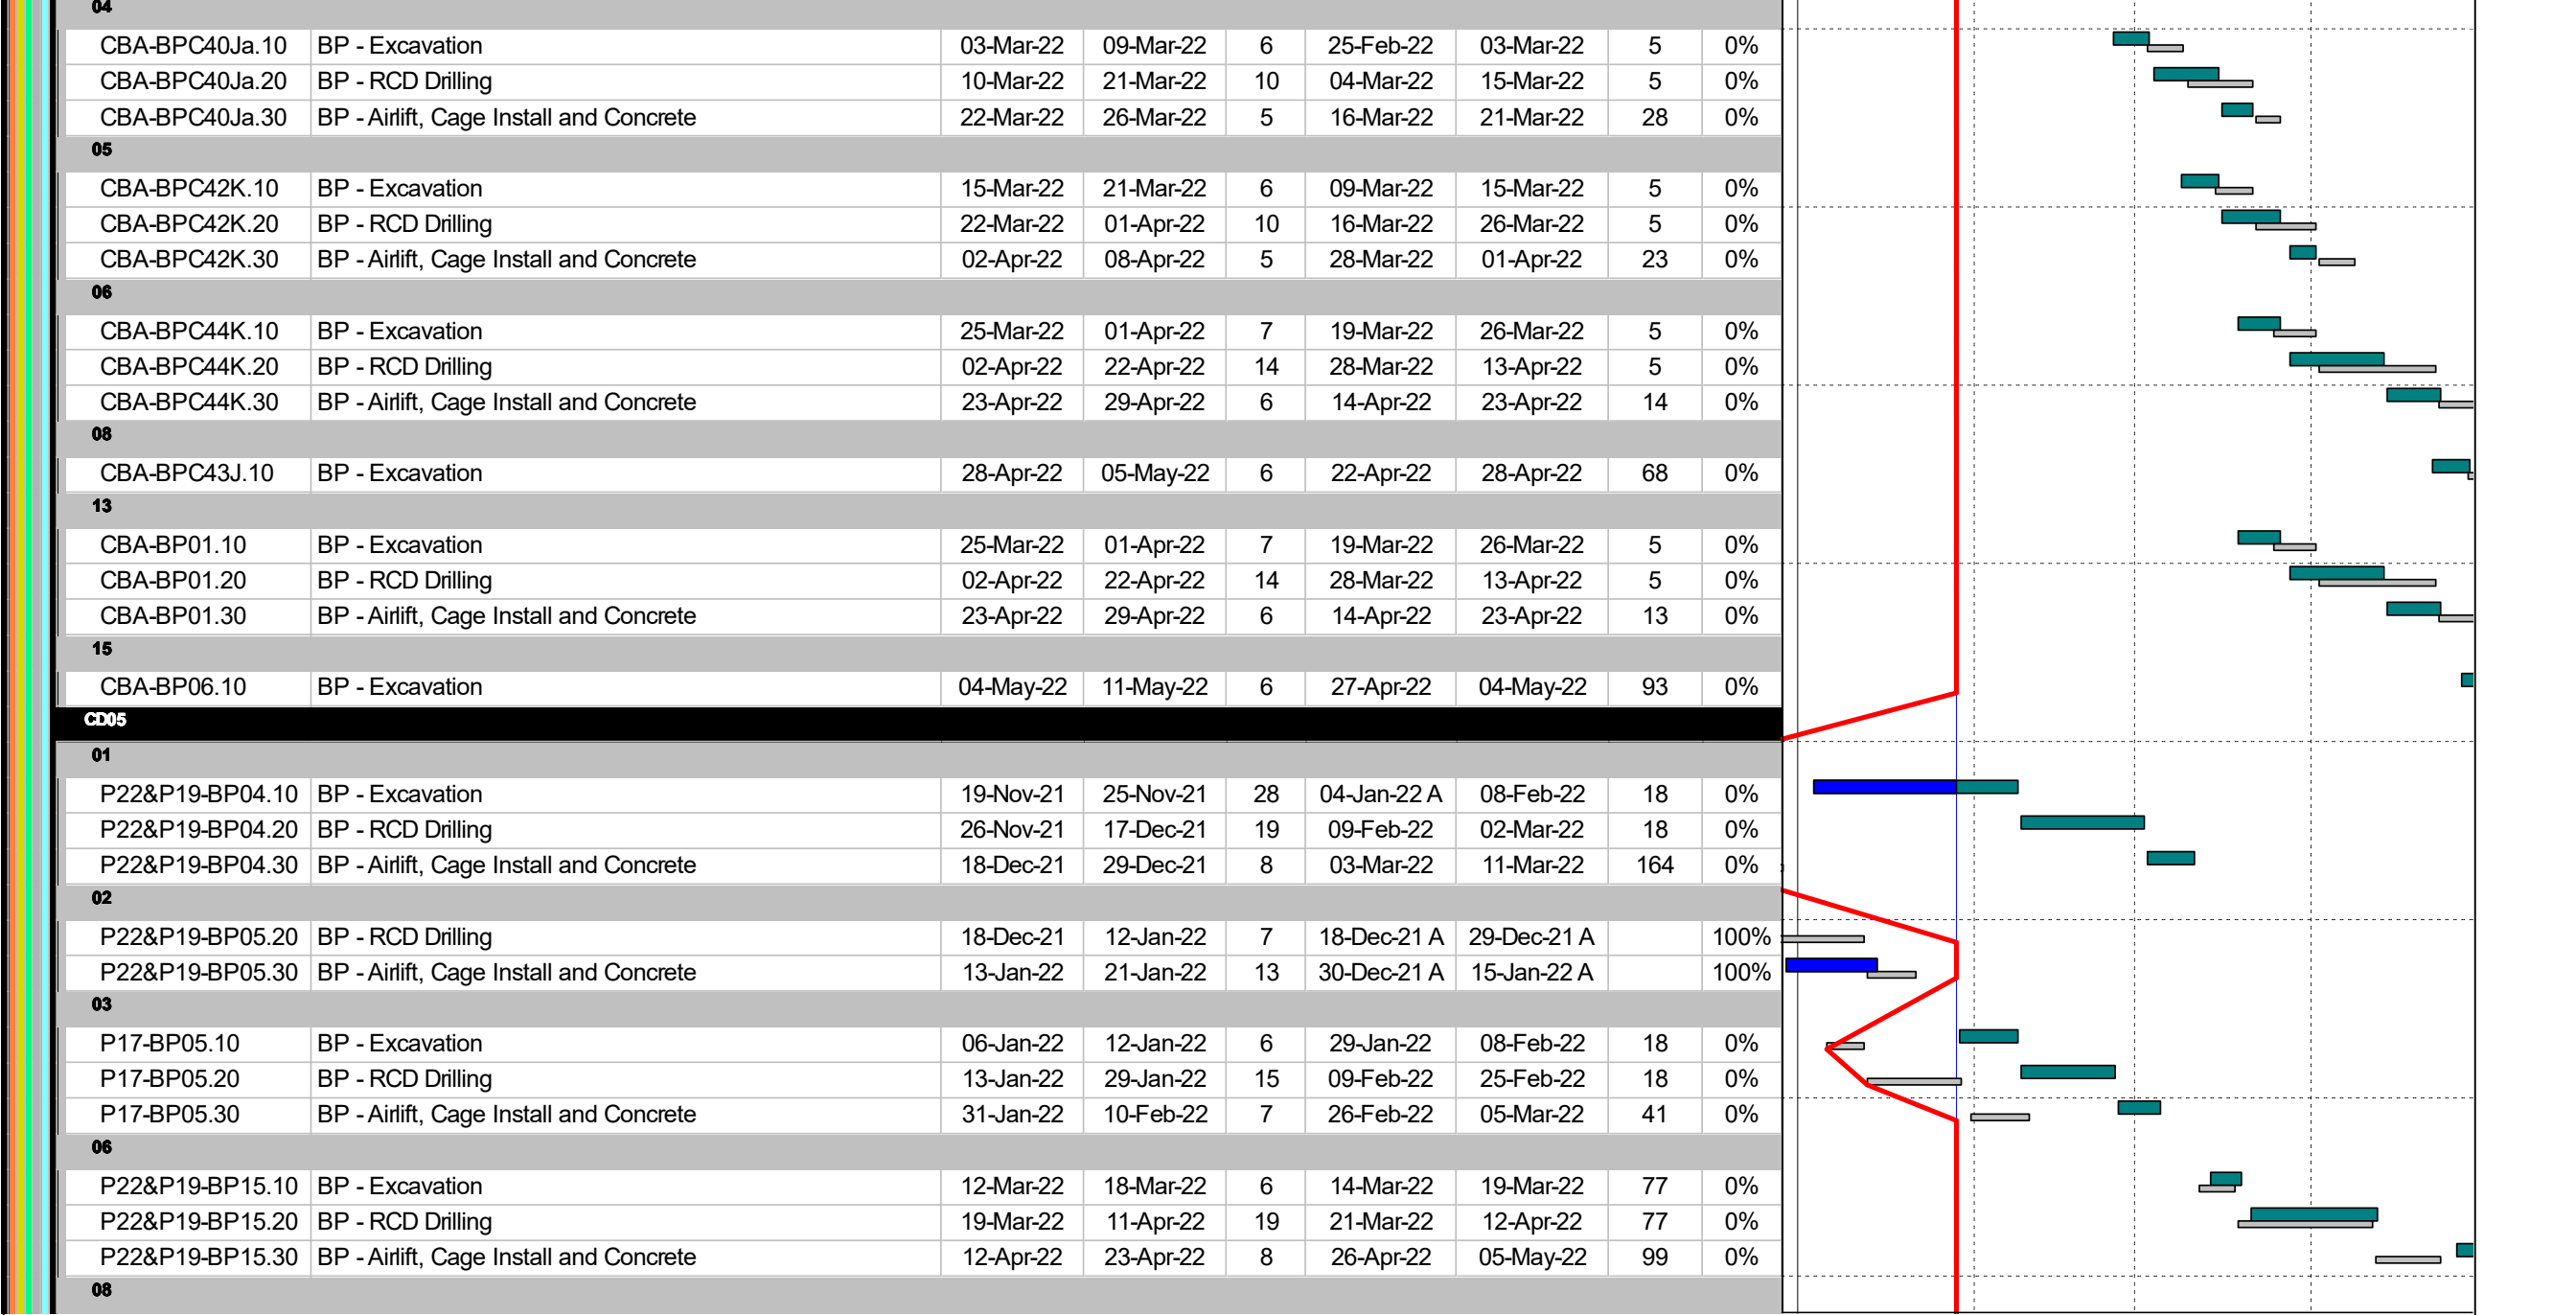 04
CBA-BPC40Ja.10 BP - Excavation 03-Mar-22 09-Mar-22 6 25-Feb-22 03-Mar-22 5 0%
CBA-BPC40Ja.20 BP - RCD Drilling 10-Mar-22 21-Mar-22 10 04-Mar-22 15-Mar-22 5 0%
CBA-BPC40Ja.30 BP - Airlift, Cage Install and Concrete 22-Mar-22 26-Mar-22 5 16-Mar-22 21-Mar-22 28 0%
05
CBA-BPC42K.10 BP - Excavation 15-Mar-22 21-Mar-22 6 09-Mar-22 15-Mar-22 5 0%
CBA-BPC42K.20 BP - RCD Drilling 22-Mar-22 01-Apr-22 10 16-Mar-22 26-Mar-22 5 0%
CBA-BPC42K.30 BP - Airlift, Cage Install and Concrete 02-Apr-22 08-Apr-22 5 28-Mar-22 01-Apr-22 23 0%
06
CBA-BPC44K.10 BP - Excavation 25-Mar-22 01-Apr-22 7 19-Mar-22 26-Mar-22 5 0%
CBA-BPC44K.20 BP - RCD Drilling 02-Apr-22 22-Apr-22 14 28-Mar-22 13-Apr-22 5 0%
CBA-BPC44K.30 BP - Airlift, Cage Install and Concrete 23-Apr-22 29-Apr-22 6 14-Apr-22 23-Apr-22 14 0%
08
CBA-BPC43J.10 BP - Excavation 28-Apr-22 05-May-22 6 22-Apr-22 28-Apr-22 68 0%
13
CBA-BP01.10 BP - Excavation 25-Mar-22 01-Apr-22 7 19-Mar-22 26-Mar-22 5 0%
CBA-BP01.20 BP - RCD Drilling 02-Apr-22 22-Apr-22 14 28-Mar-22 13-Apr-22 5 0%
CBA-BP01.30 BP - Airlift, Cage Install and Concrete 23-Apr-22 29-Apr-22 6 14-Apr-22 23-Apr-22 13 0%
15
CBA-BP06.10 BP - Excavation 04-May-22 11-May-22 6 27-Apr-22 04-May-22 93 0%
CD05
01
P22&P19-BP04.10 BP - Excavation 19-Nov-21 25-Nov-21 28 04-Jan-22 A 08-Feb-22 18 0%
P22&P19-BP04.20 BP - RCD Drilling 26-Nov-21 17-Dec-21 19 09-Feb-22 02-Mar-22 18 0%
P22&P19-BP04.30 BP - Airlift, Cage Install and Concrete 18-Dec-21 29-Dec-21 8 03-Mar-22 11-Mar-22 164 0%
02
P22&P19-BP05.20 BP - RCD Drilling 18-Dec-21 12-Jan-22 7 18-Dec-21 A 29-Dec-21 A 100%
P22&P19-BP05.30 BP - Airlift, Cage Install and Concrete 13-Jan-22 21-Jan-22 13 30-Dec-21 A 15-Jan-22 A 100%
03
P17-BP05.10 BP - Excavation 06-Jan-22 12-Jan-22 6 29-Jan-22 08-Feb-22 18 0%
P17-BP05.20 BP - RCD Drilling 13-Jan-22 29-Jan-22 15 09-Feb-22 25-Feb-22 18 0%
P17-BP05.30 BP - Airlift, Cage Install and Concrete 31-Jan-22 10-Feb-22 7 26-Feb-22 05-Mar-22 41 0%
06
P22&P19-BP15.10 BP - Excavation 12-Mar-22 18-Mar-22 6 14-Mar-22 19-Mar-22 77 0%
P22&P19-BP15.20 BP - RCD Drilling 19-Mar-22 11-Apr-22 19 21-Mar-22 12-Apr-22 77 0%
P22&P19-BP15.30 BP - Airlift, Cage Install and Concrete 12-Apr-22 23-Apr-22 8 26-Apr-22 05-May-22 99 0%
08